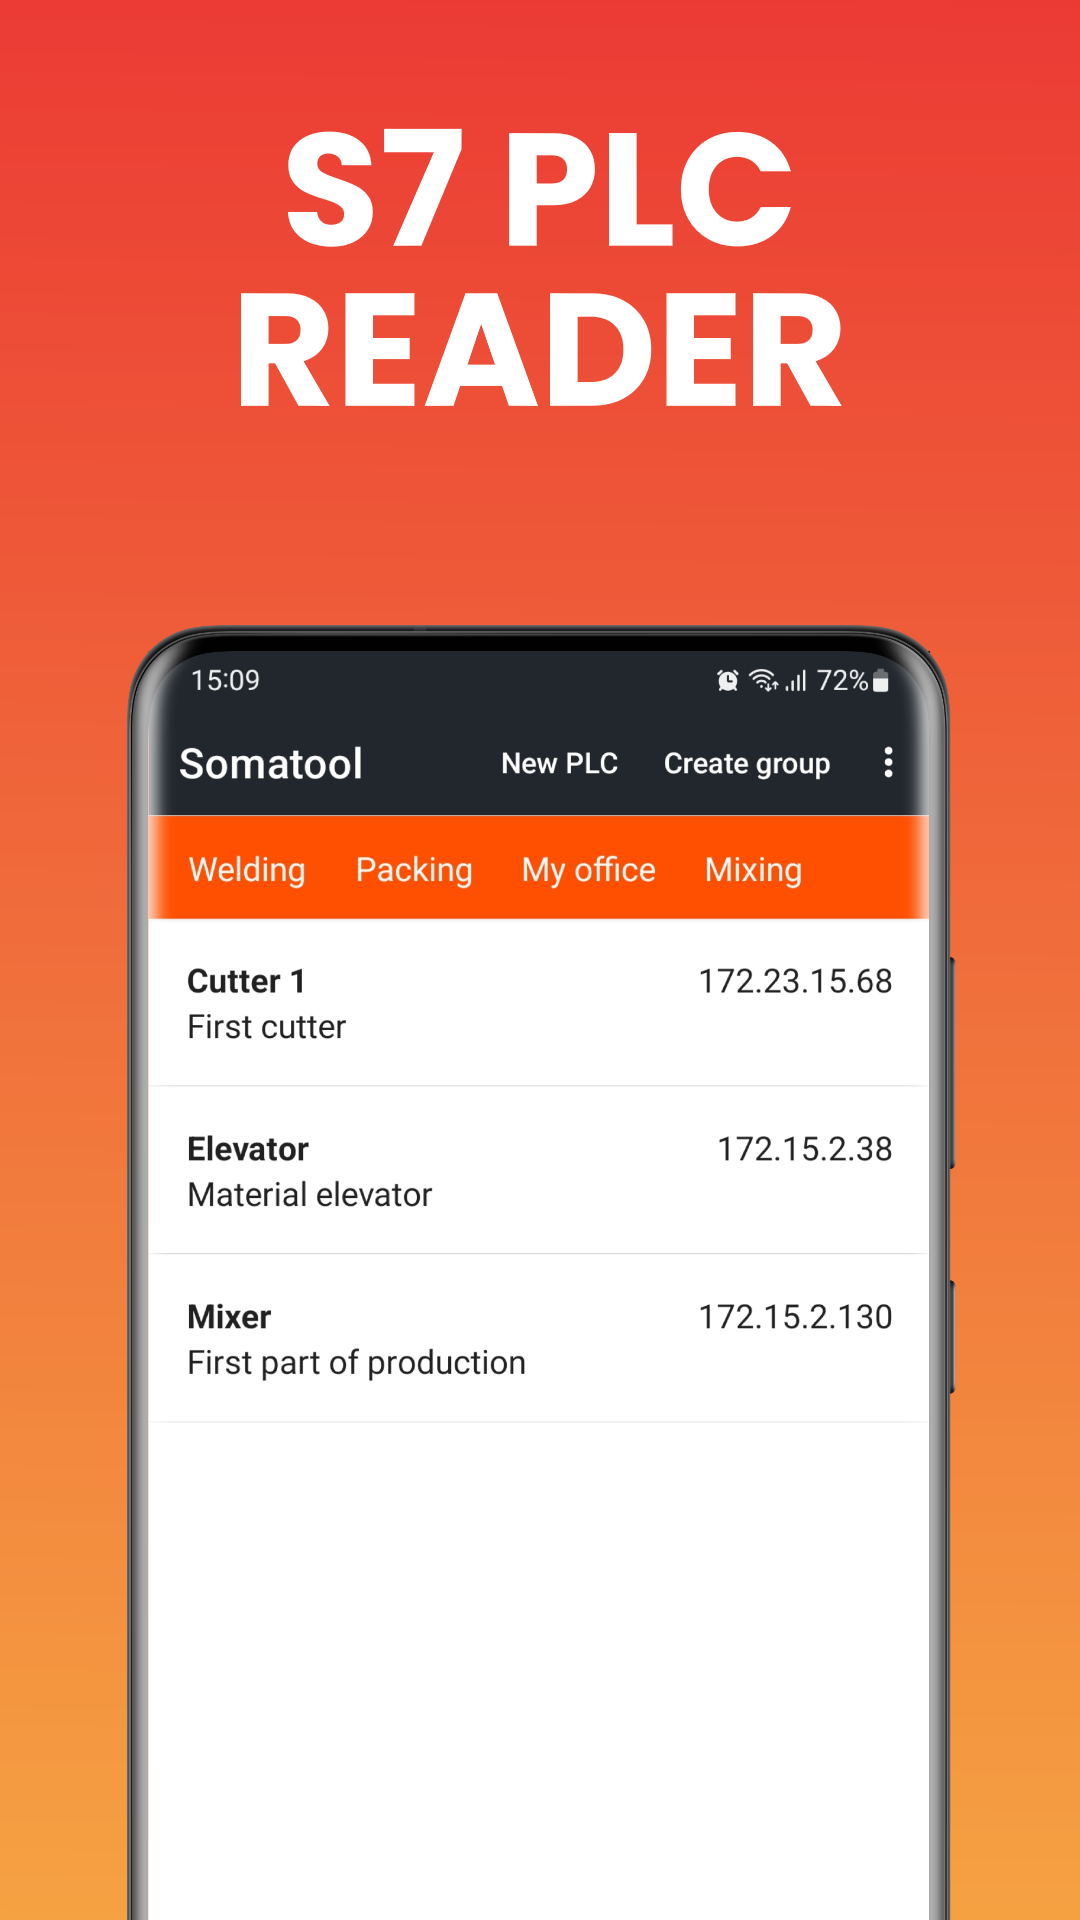 S7 PLC
READER
15:09 72%
Somatool New PLC Create group
Welding Packing My office Mixing
Cutter 1 172.23.15.68
First cutter
Elevator 172.15.2.38
Material elevator
Mixer 172.15.2.130
First part of production